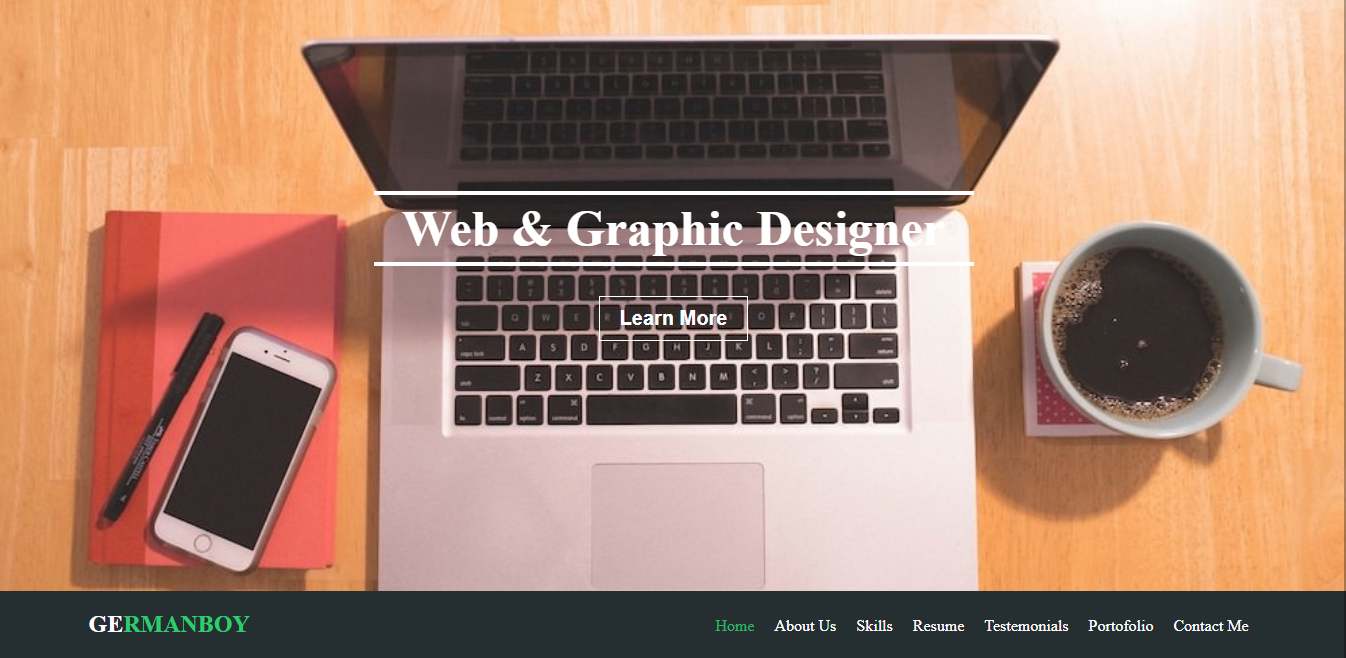 Web & Graphic Designer
Learn More
GERMANBOY
Home About Us Skills Resume Testemonials Portofolio Contact Me